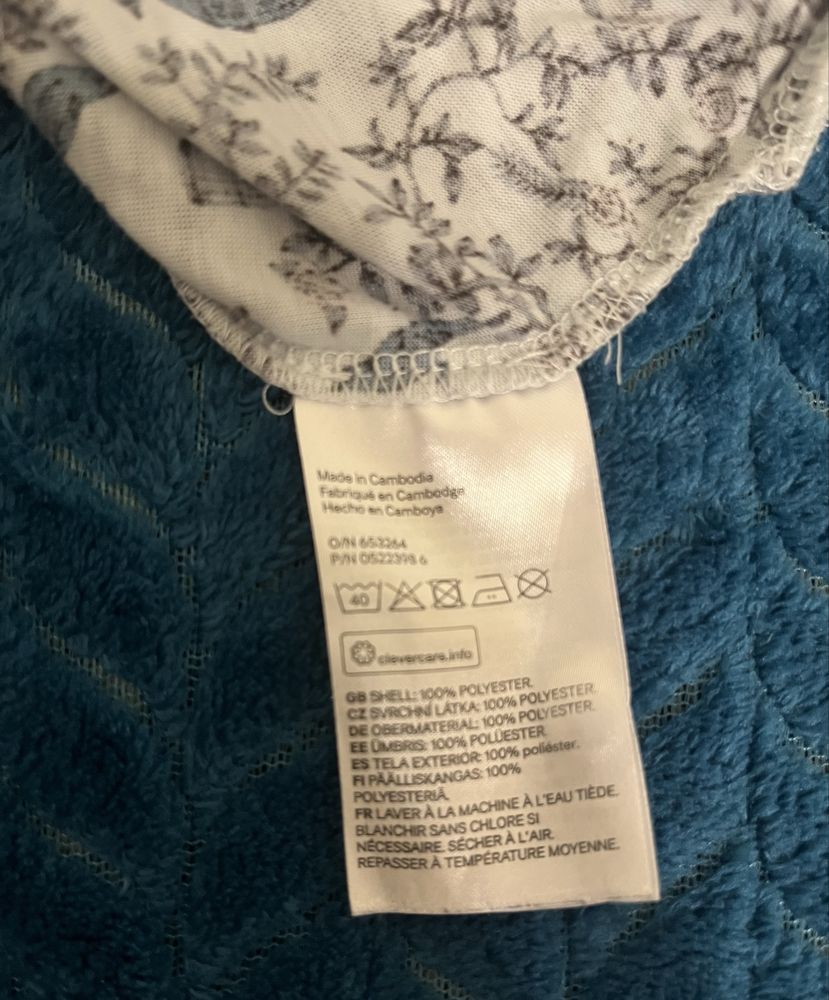 Made in Cambodia
Fabriqué en Cambodge
Hecho en Camboya
O/N 653264
P/N 0522398 6
40
clevercare.info
GB SHELL: 100% POLYESTER.
CZ SVRCHNÍ LÁTKA: 100% POLYESTER.
DE OBERMATERIAL: 100% POLYESTER.
EE ÜMBRIS: 100% POLÜESTER.
ES TELA EXTERIOR: 100% poliéster.
FI PÄÄLLISKANGAS: 100%
POLYESTERIÄ.
FR LAVER À LA MACHINE À L'EAU TIÈDE.
BLANCHIR SANS CHLORE SI
NÉCESSAIRE. SÉCHER À L'AIR.
REPASSER À TEMPÉRATURE MOYENNE.